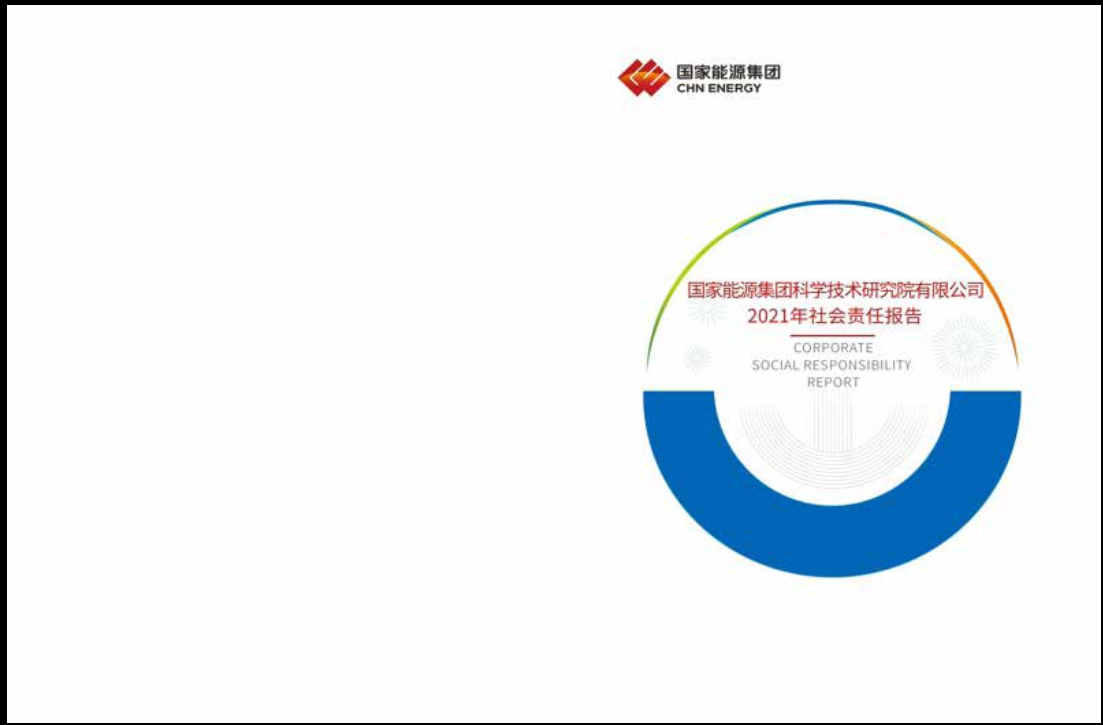 国家能源集团
CHN ENERGY
国家能源集团科学技术研究院有限公司
2021年社会责任报告
CORPORATE
SOCIAL RESPONSIBILITY
REPORT